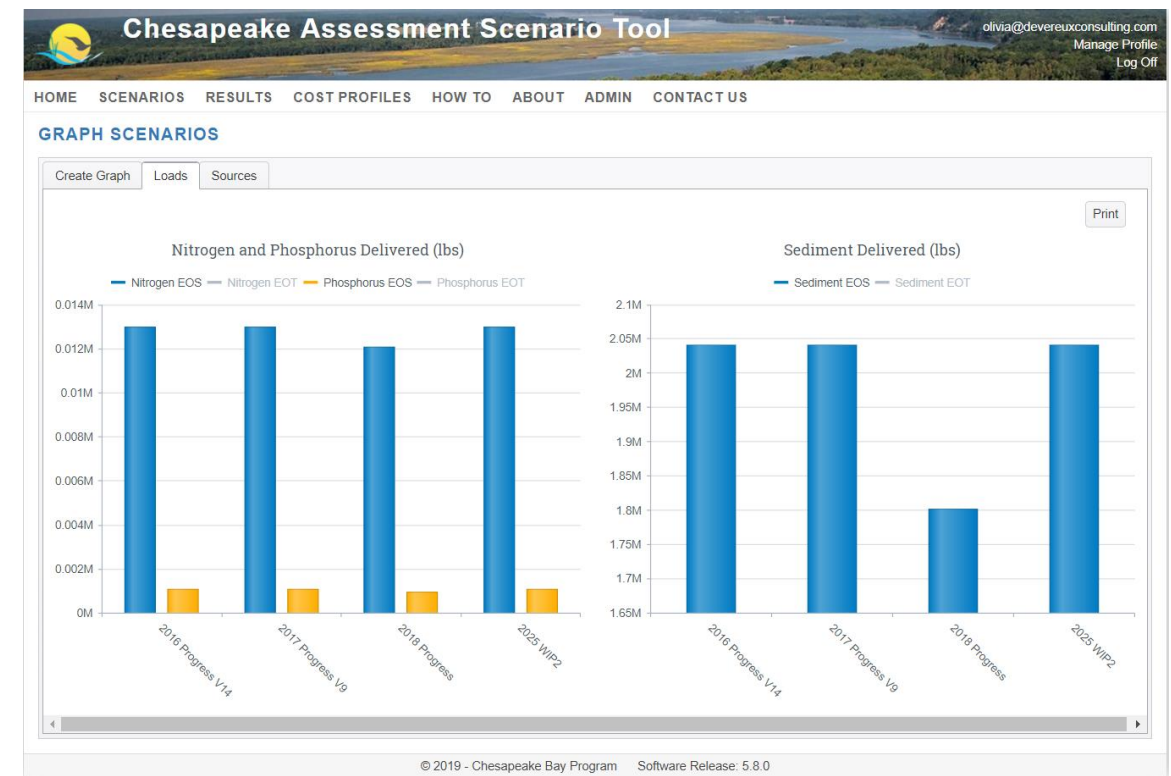 Chesapeake Assessment Scenario Tool
olivia@devereuxconsulting.com
Manage Profile
Log Off
HOME SCENARIOS RESULTS COST PROFILES HOW TO ABOUT ADMIN CONTACT US
GRAPH SCENARIOS
Create Graph Loads Sources
Print
Nitrogen and Phosphorus Delivered (lbs)
Nitrogen EOS Nitrogen EOT Phosphorus EOS Phosphorus EOT
0.014M
0.012M
0.01M
0.008M
0.006M
0.004M
0.002M
0M
2016 Progress V14
2017 Progress V9
2018 Progress
2025 WIP2
Sediment Delivered (lbs)
Sediment EOS Sediment EOT
2.1M
2.05M
2M
1.95M
1.9M
1.85M
1.8M
1.75M
1.7M
1.65M
2016 Progress V14
2017 Progress V9
2018 Progress
2025 WIP2
© 2019 - Chesapeake Bay Program Software Release: 5.8.0